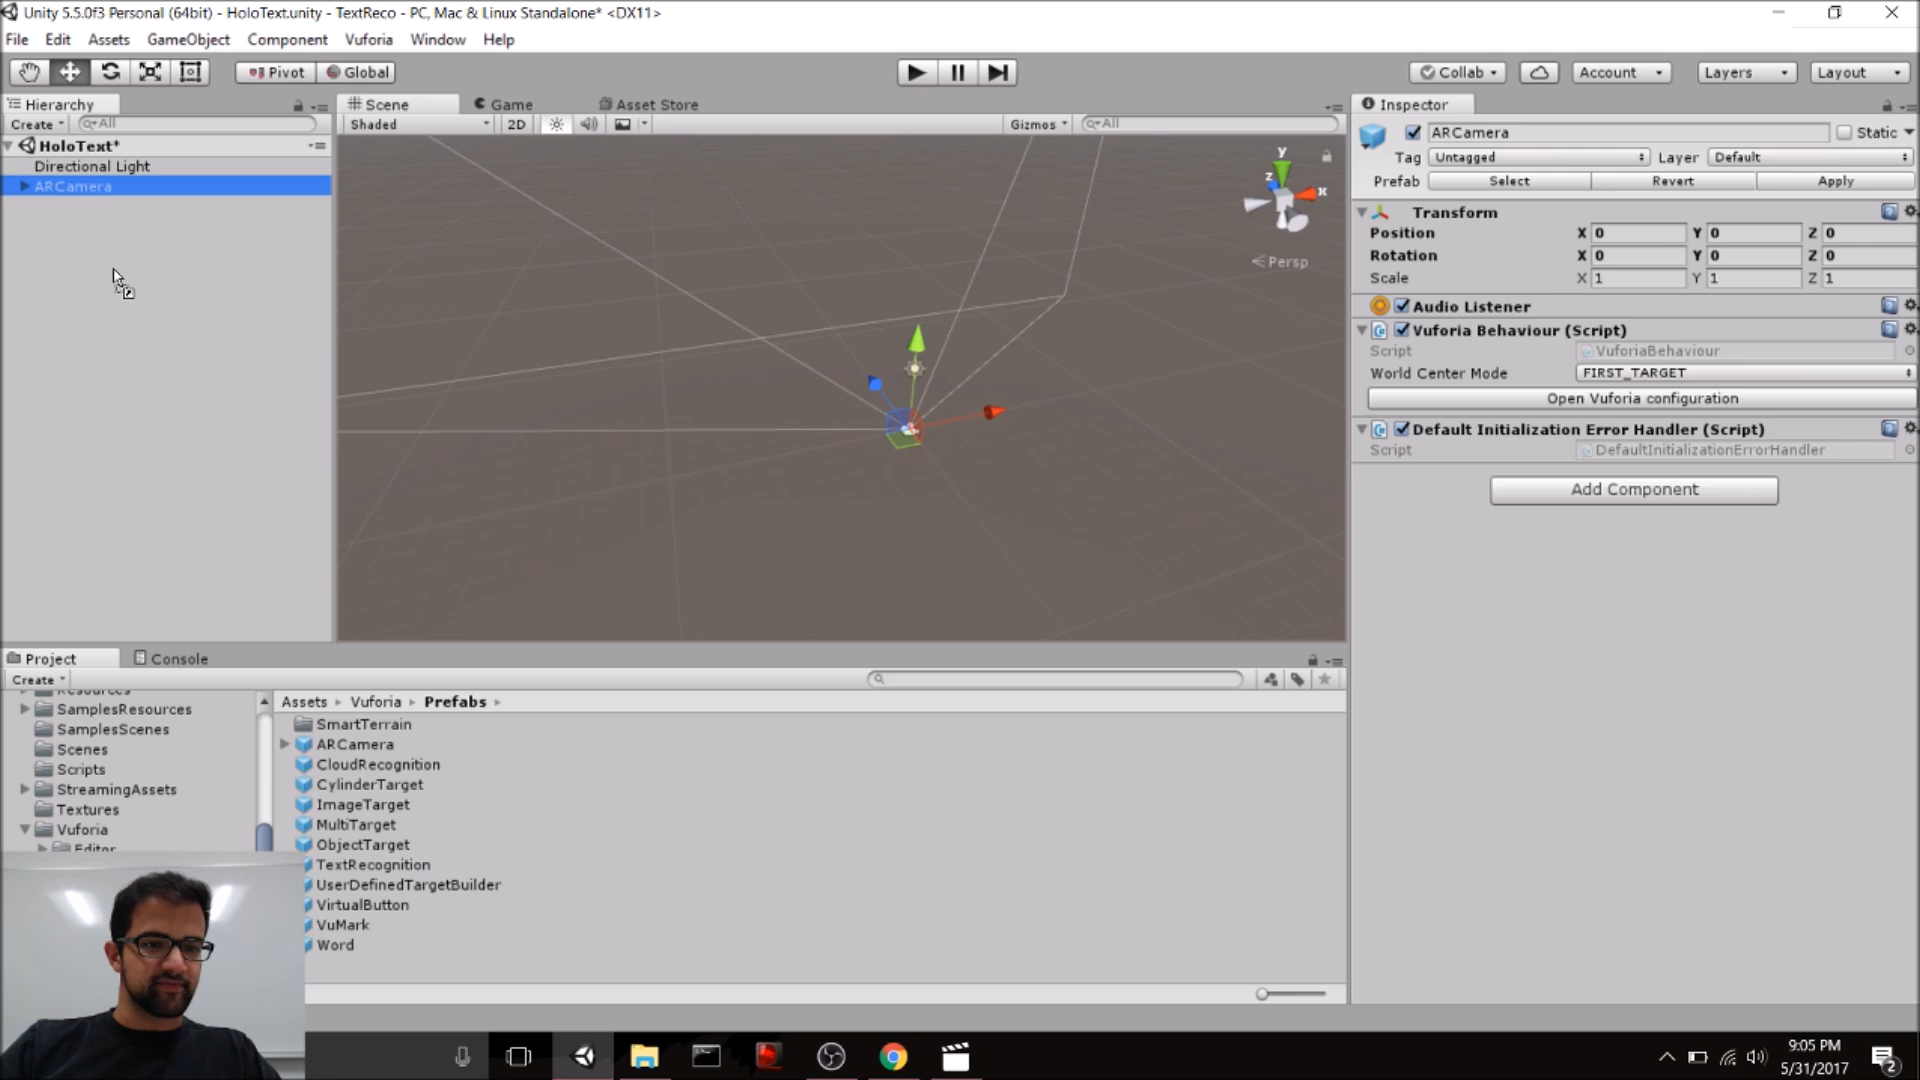 Unity 5.5.0f3 Personal (64bit) - HoloText.unity - TextReco - PC, Mac & Linux Standalone* <DX11>
File Edit Assets GameObject Component Vuforia Window Help
Pivot Global Collab Account Layers Layout
Hierarchy
Create All
HoloText*
Directional Light
ARCamera
Scene Game Asset Store
Shaded 2D Gizmos All
y
z x
Persp
Inspector
ARCamera Static
Tag Untagged Layer Default
Prefab Select Revert Apply
Transform
Position X 0 Y 0 Z 0
Rotation X 0 Y 0 Z 0
Scale X 1 Y 1 Z 1
Audio Listener
Vuforia Behaviour (Script)
Script VuforiaBehaviour
World Center Mode FIRST_TARGET
Open Vuforia configuration
Default Initialization Error Handler (Script)
Script DefaultInitializationErrorHandler
Add Component
Project Console
Create
Resources
SamplesResources
SamplesScenes
Scenes
Scripts
StreamingAssets
Textures
Vuforia
Editor
Assets Vuforia Prefabs
SmartTerrain
ARCamera
CloudRecognition
CylinderTarget
ImageTarget
MultiTarget
ObjectTarget
TextRecognition
UserDefinedTargetBuilder
VirtualButton
VuMark
Word
9:05 PM
5/31/2017
2